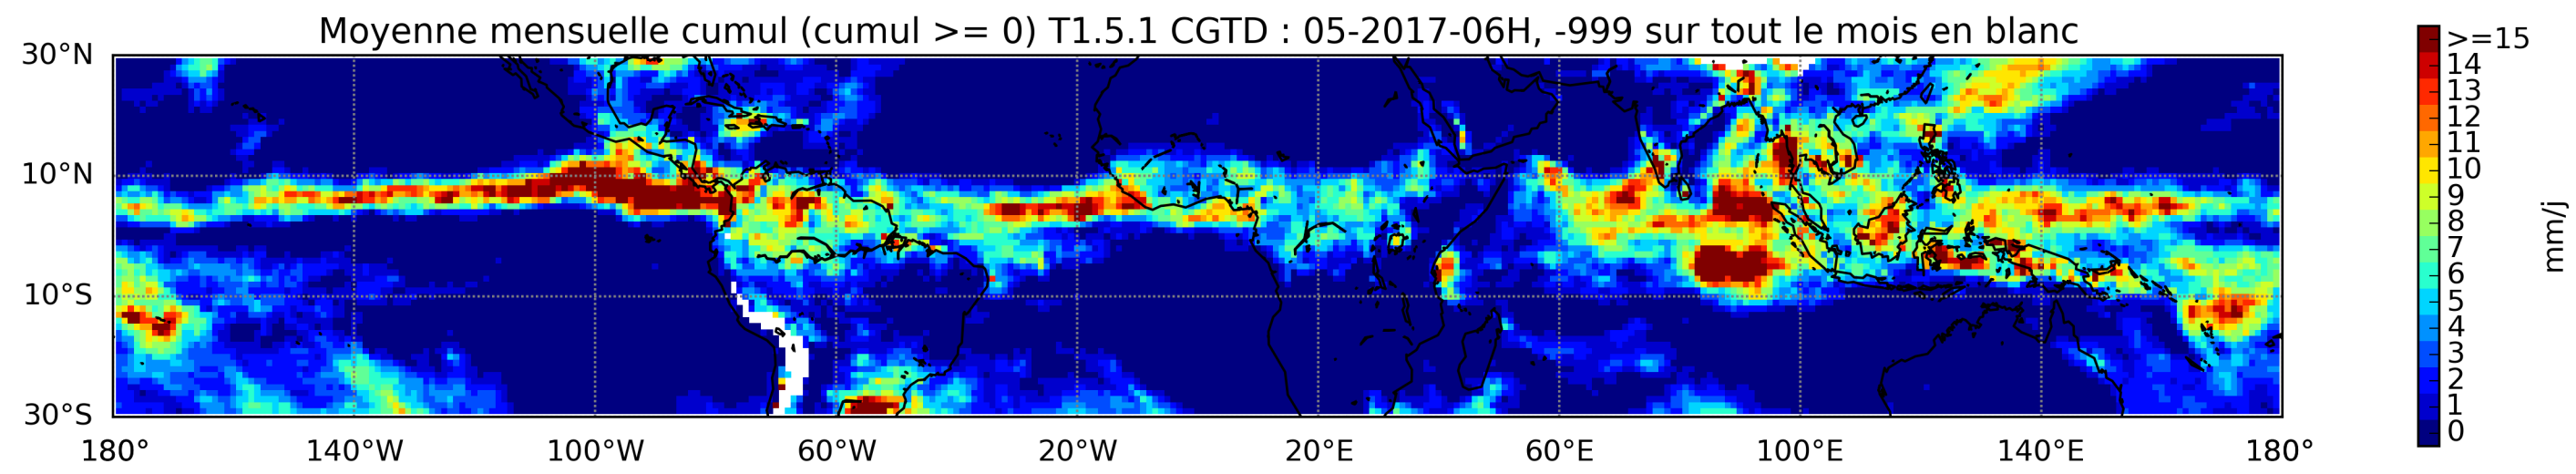 Moyenne mensuelle cumul (cumul >= 0) T1.5.1 CGTD : 05-2017-06H, -999 sur tout le mois en blanc
30°N
10°N
10°S
30°S
180°
140°W
100°W
60°W
20°W
20°E
60°E
100°E
140°E
180°
>=15
14
13
12
11
10
9
8
7
6
5
4
3
2
1
0
mm/j